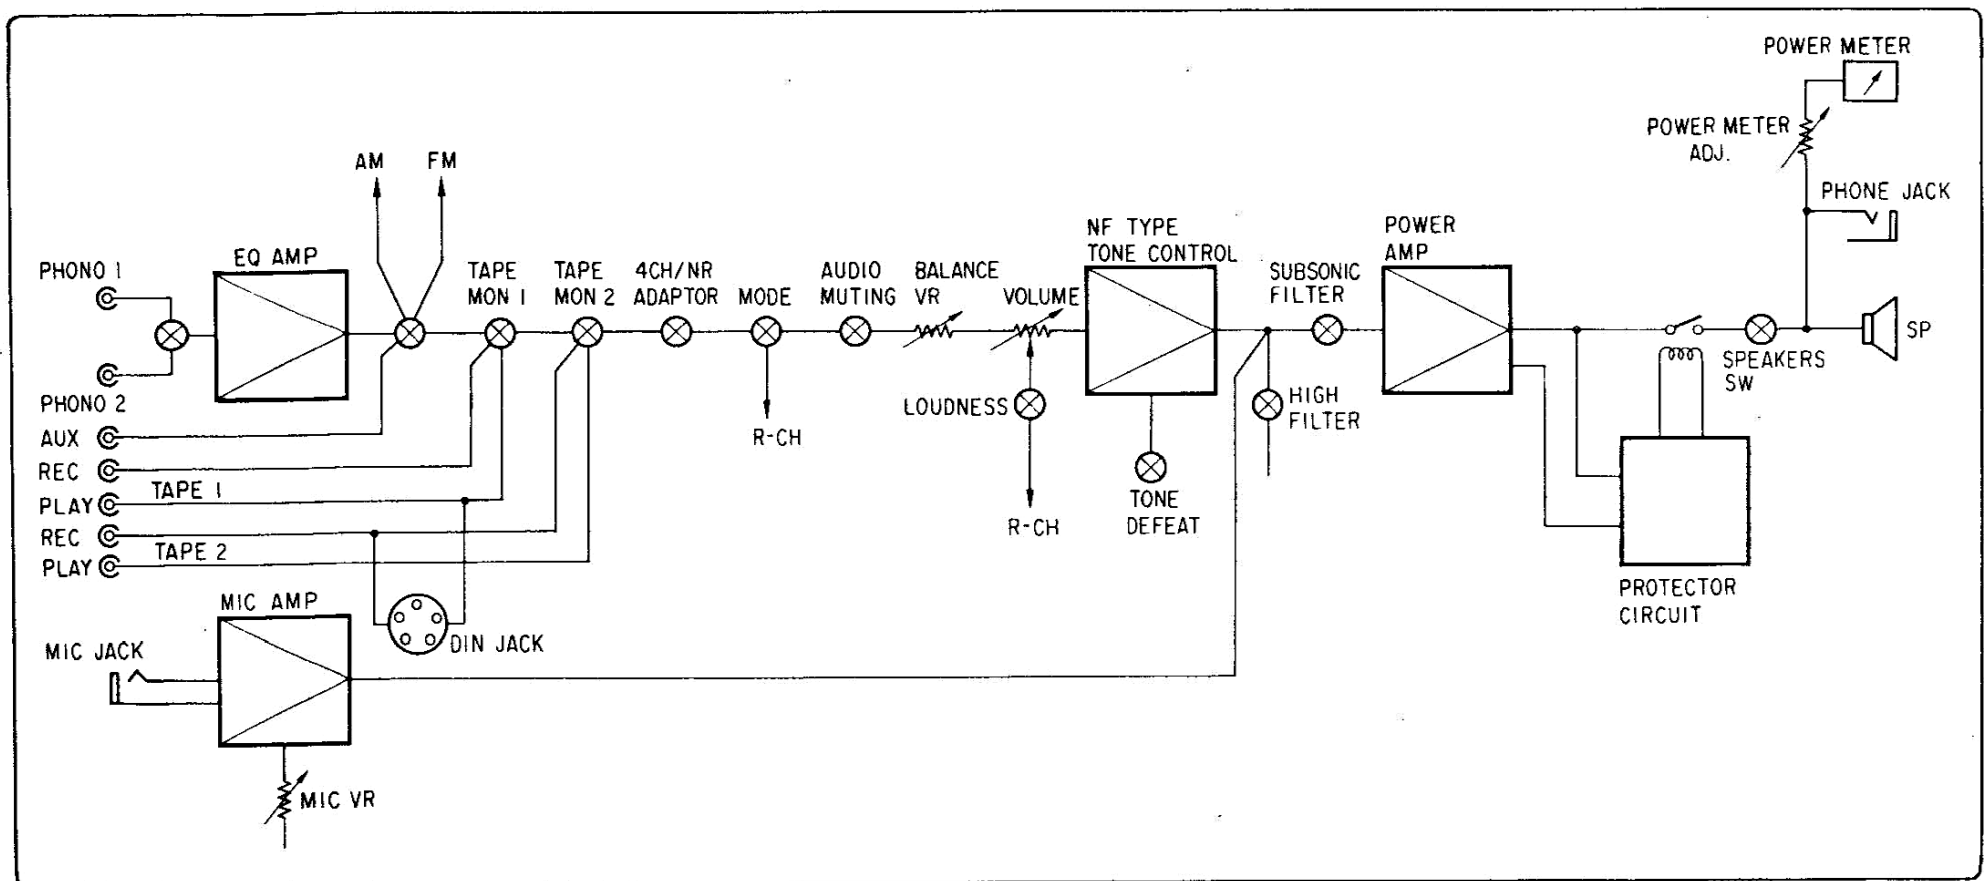 POWER METER
POWER METER
ADJ.
PHONE JACK
AM
FM
NF TYPE
TONE CONTROL
POWER
AMP
EQ AMP
PHONO 1
TAPE
MON 1
TAPE
MON 2
4CH/NR
ADAPTOR
MODE
AUDIO
MUTING
BALANCE
VR
VOLUME
SUBSONIC
FILTER
SP
SPEAKERS
SW
PHONO 2
LOUDNESS
HIGH
FILTER
AUX
R-CH
REC
TAPE 1
PLAY
TONE
DEFEAT
R-CH
REC
TAPE 2
PLAY
PROTECTOR
CIRCUIT
MIC AMP
DIN JACK
MIC JACK
MIC VR